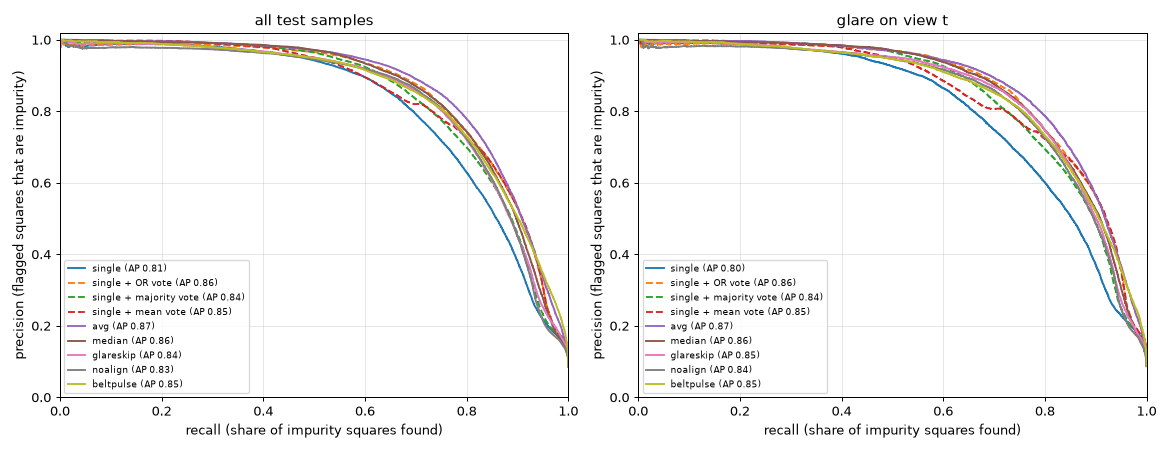 all test samples
precision (flagged squares that are impurity)
1.0
0.8
0.6
0.4
0.2
0.0
single (AP 0.81)
single + OR vote (AP 0.86)
single + majority vote (AP 0.84)
single + mean vote (AP 0.85)
avg (AP 0.87)
median (AP 0.86)
glareskip (AP 0.84)
noalign (AP 0.83)
beltpulse (AP 0.85)
0.0 0.2 0.4 0.6 0.8 1.0
recall (share of impurity squares found)
glare on view t
precision (flagged squares that are impurity)
1.0
0.8
0.6
0.4
0.2
0.0
single (AP 0.80)
single + OR vote (AP 0.86)
single + majority vote (AP 0.84)
single + mean vote (AP 0.85)
avg (AP 0.87)
median (AP 0.86)
glareskip (AP 0.85)
noalign (AP 0.84)
beltpulse (AP 0.85)
0.0 0.2 0.4 0.6 0.8 1.0
recall (share of impurity squares found)